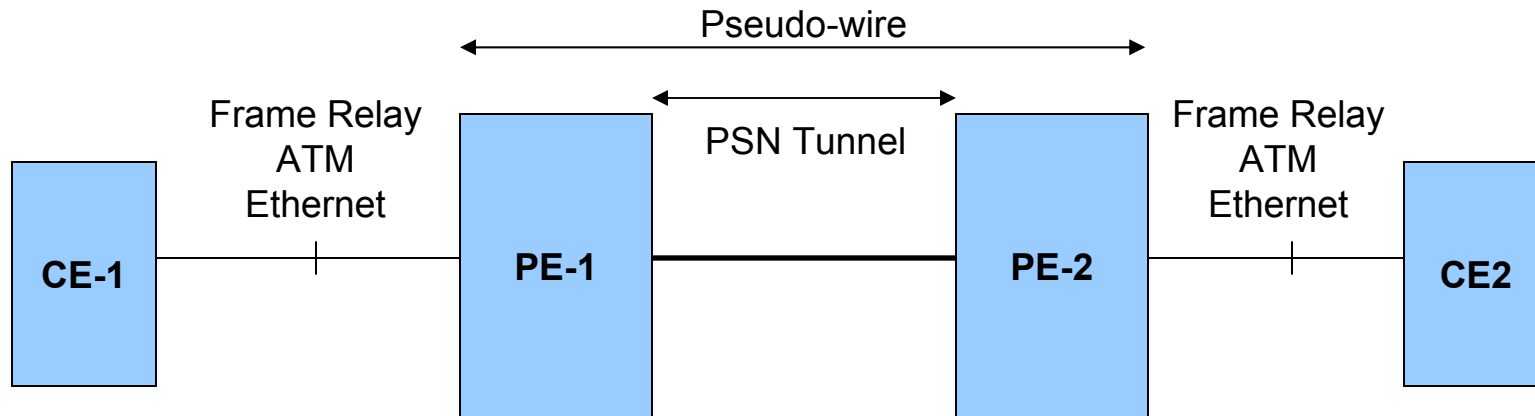 Pseudo-wire
Frame Relay
ATM
Ethernet
PSN Tunnel
Frame Relay
ATM
Ethernet
CE-1
PE-1
PE-2
CE2